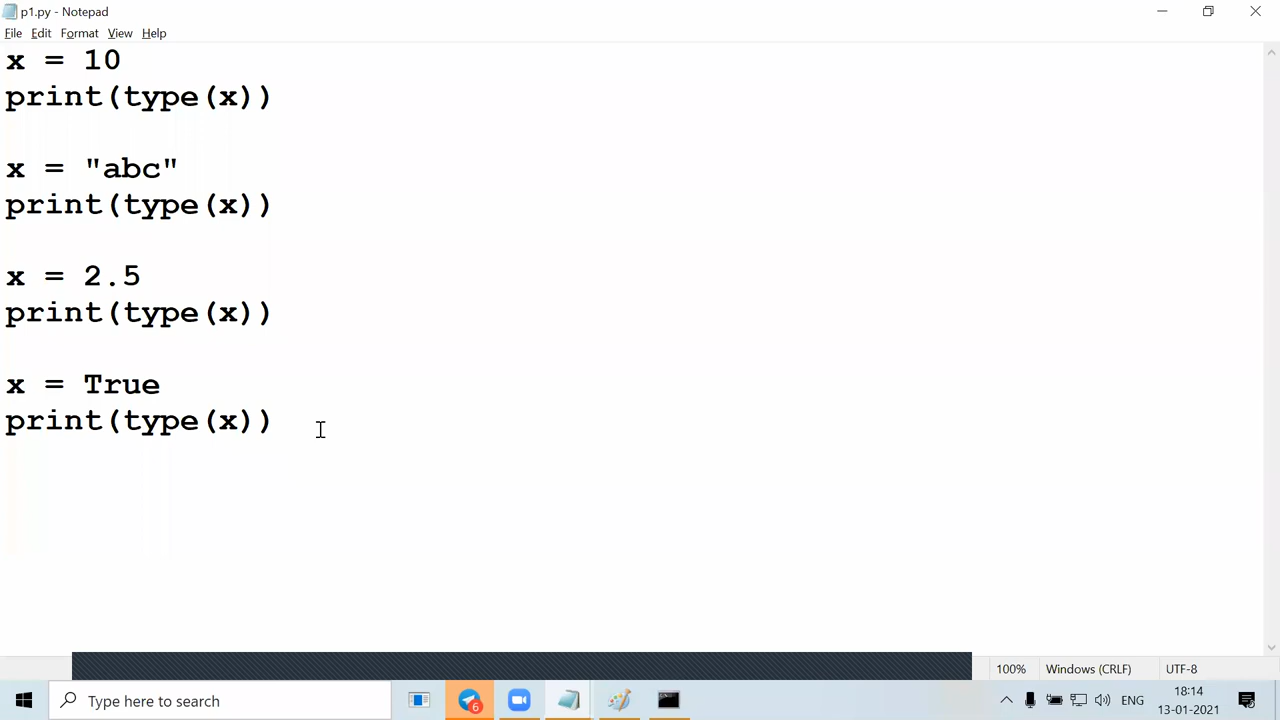 p1.py - Notepad
File Edit Format View Help
x = 10
print(type(x))
x = "abc"
print(type(x))
x = 2.5
print(type(x))
x = True
print(type(x))
100% Windows (CRLF) UTF-8
Type here to search
6
ENG
18:14
13-01-2021